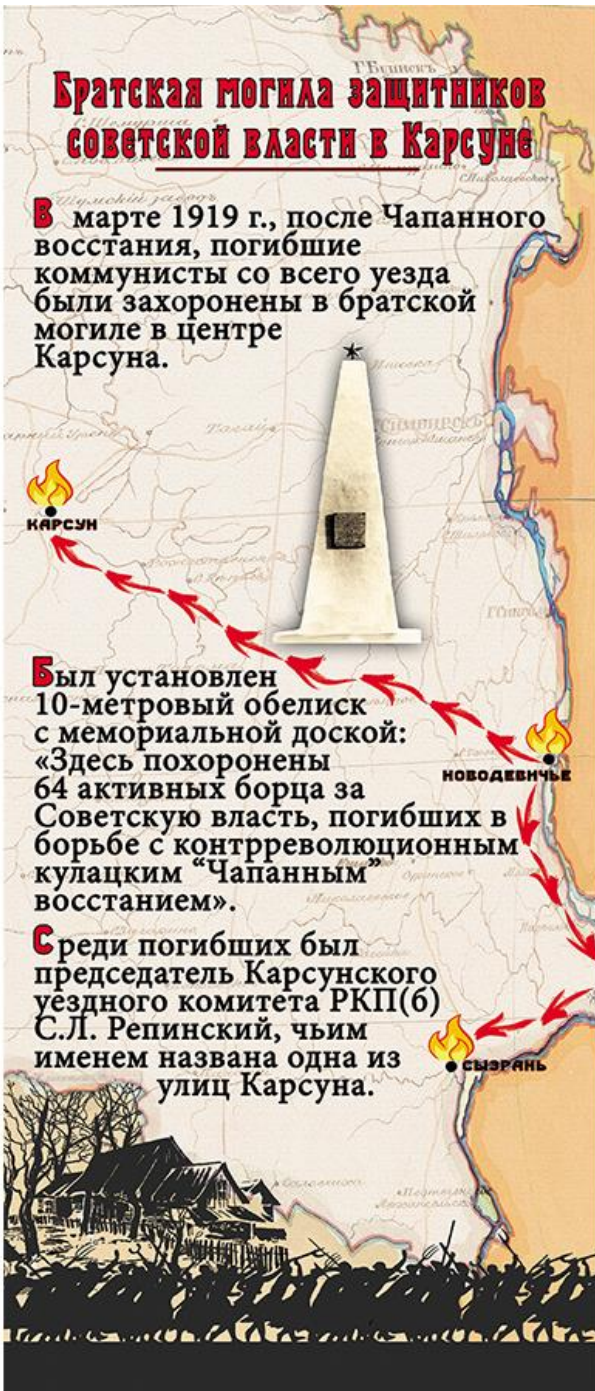 Братская могила защитников
советской власти в Карсуне
В марте 1919 г., после Чапанного
восстания, погибшие
коммунисты со всего уезда
были захоронены в братской
могиле в центре
Карсуна.
СИМБИРСКЪ
КАРСУН
Был установлен
10-метровый обелиск
с мемориальной доской:
«Здесь похоронены
64 активных борца за
Советскую власть, погибших в
борьбе с контрреволюционным
кулацким "Чапанным"
восстанием».
НОВОДЕВИЧЬЕ
Среди погибших был
председатель Карсунского
уездного комитета РКП(б)
С.Л. Репинский, чьим
именем названа одна из
улиц Карсуна.
СЫЗРАНЬ